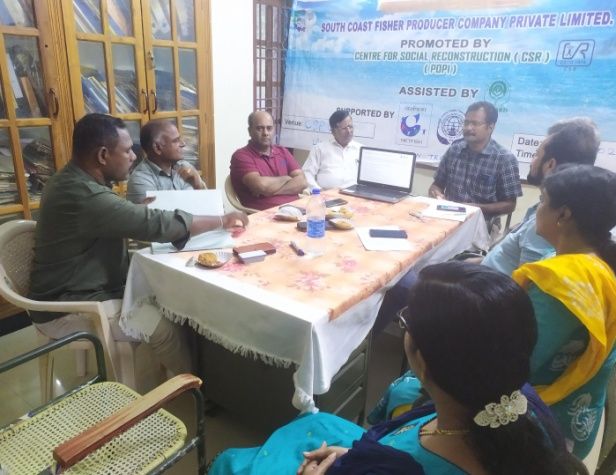 SOUTH COAST FISHER PRODUCER COMPANY PRIVATE LIMITED.
PROMOTED BY
CENTRE FOR SOCIAL RECONSTRUCTION ( CSR )
( POPI )
ASSISTED BY
SUPPORTED BY
Venue:
Date:
Time